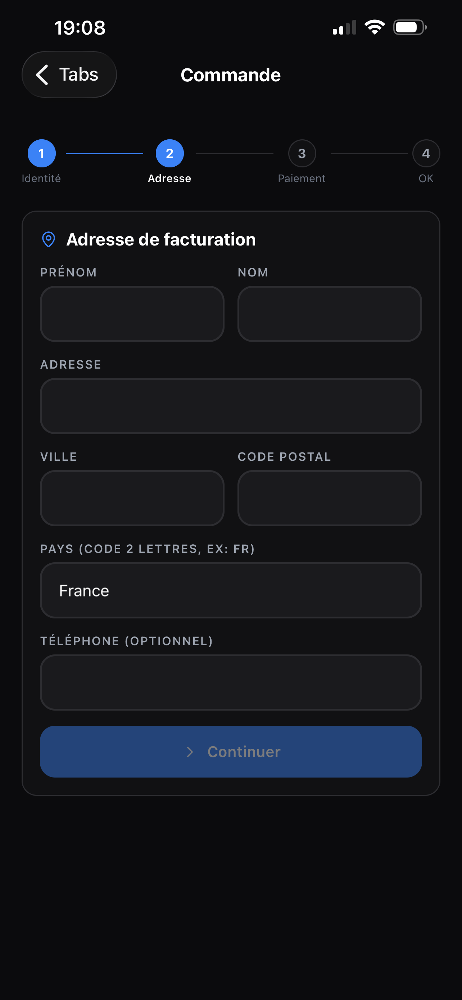 19:08
Tabs
Commande
1 2 3 4
Identité Adresse Paiement OK
Adresse de facturation
PRÉNOM NOM
ADRESSE
VILLE CODE POSTAL
PAYS (CODE 2 LETTRES, EX: FR)
France
TÉLÉPHONE (OPTIONNEL)
Continuer